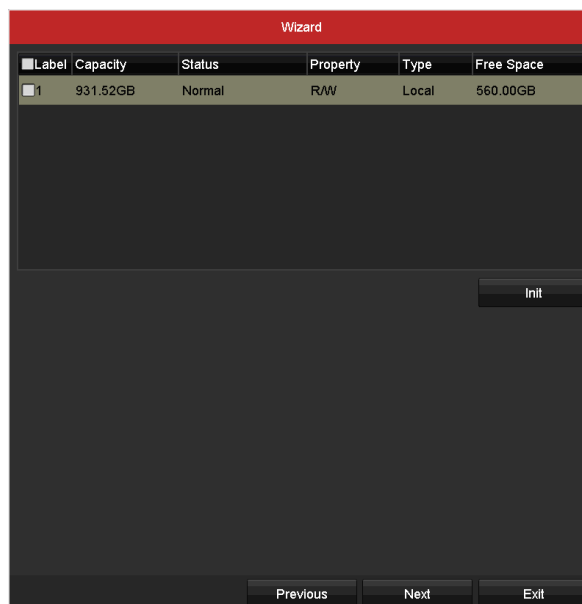 Wizard
Label Capacity Status Property Type Free Space
1 931.52GB Normal R/W Local 560.00GB
Init
Previous Next Exit